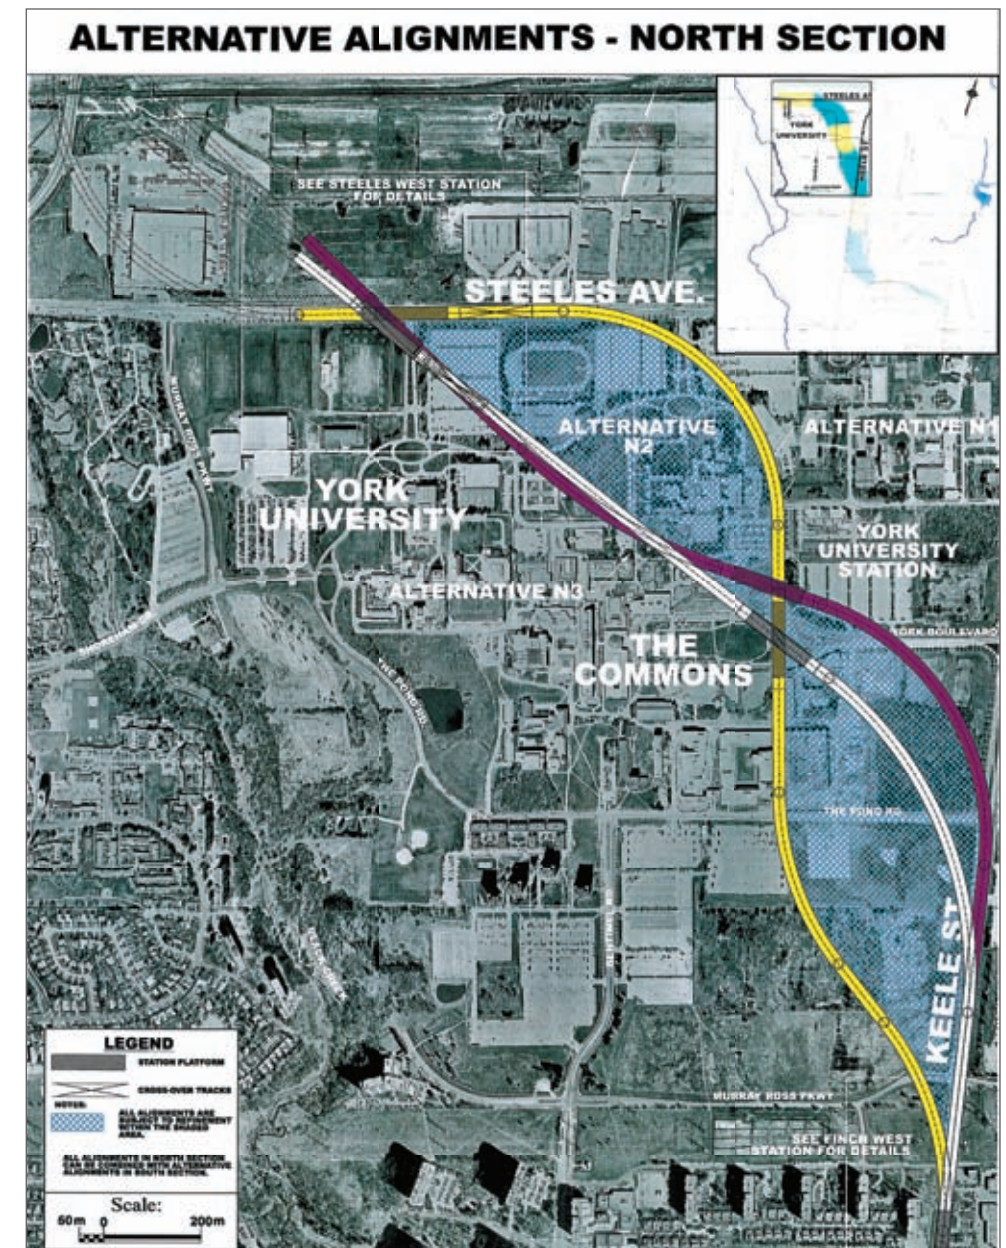 ALTERNATIVE ALIGNMENTS - NORTH SECTION
YORK
UNIVERSITY
SEE STEELES WEST STATION
FOR DETAILS
STEELES AVE.
MURRAY ROSS PKWY
ALTERNATIVE
N2
ALTERNATIVE N1
YORK
UNIVERSITY
YORK
UNIVERSITY
STATION
ALTERNATIVE N3
YORK BOULEVARD
THE
COMMONS
THE POND RD.
THE POND RD.
KEELE ST.
MURRAY ROSS PKWY
SEE FINCH WEST
STATION FOR DETAILS
LEGEND
STATION PLATFORM
CROSS-OVER TRACKS
NOTES:
ALL ALIGNMENTS ARE
SUBJECT TO REFINEMENT
WITHIN THE SHADED
AREA.
ALL ALIGNMENTS IN NORTH SECTION
CAN BE COMBINED WITH ALTERNATIVE
ALIGNMENTS IN SOUTH SECTION.
Scale:
50m 0 200m